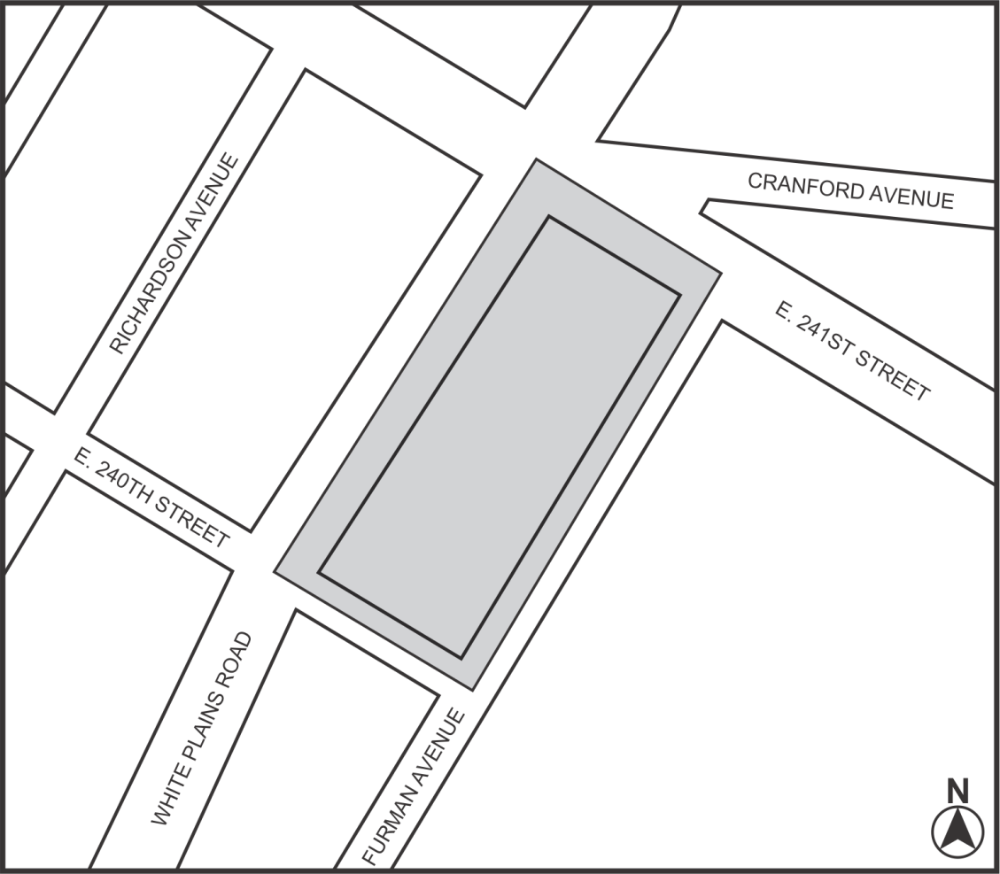 RICHARDSON AVENUE
CRANFORD AVENUE
E. 241ST STREET
E. 240TH STREET
WHITE PLAINS ROAD
FURMAN AVENUE
N